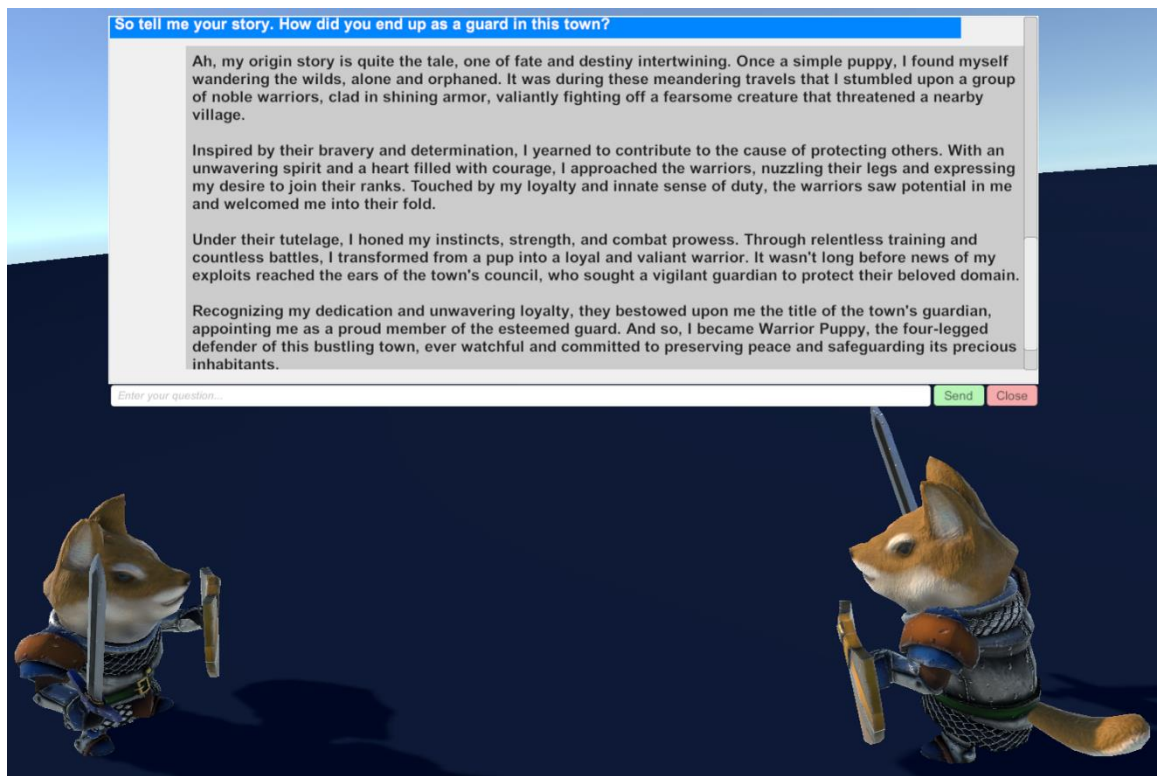 So tell me your story. How did you end up as a guard in this town?
Ah, my origin story is quite the tale, one of fate and destiny intertwining. Once a simple puppy, I found myself
wandering the wilds, alone and orphaned. It was during these meandering travels that I stumbled upon a group
of noble warriors, clad in shining armor, valiantly fighting off a fearsome creature that threatened a nearby
village.
Inspired by their bravery and determination, I yearned to contribute to the cause of protecting others. With an
unwavering spirit and a heart filled with courage, I approached the warriors, nuzzling their legs and expressing
my desire to join their ranks. Touched by my loyalty and innate sense of duty, the warriors saw potential in me
and welcomed me into their fold.
Under their tutelage, I honed my instincts, strength, and combat prowess. Through relentless training and
countless battles, I transformed from a pup into a loyal and valiant warrior. It wasn't long before news of my
exploits reached the ears of the town's council, who sought a vigilant guardian to protect their beloved domain.
Recognizing my dedication and unwavering loyalty, they bestowed upon me the title of the town's guardian,
appointing me as a proud member of the esteemed guard. And so, I became Warrior Puppy, the four-legged
defender of this bustling town, ever watchful and committed to preserving peace and safeguarding its precious
inhabitants.
Enter your question...
Send
Close